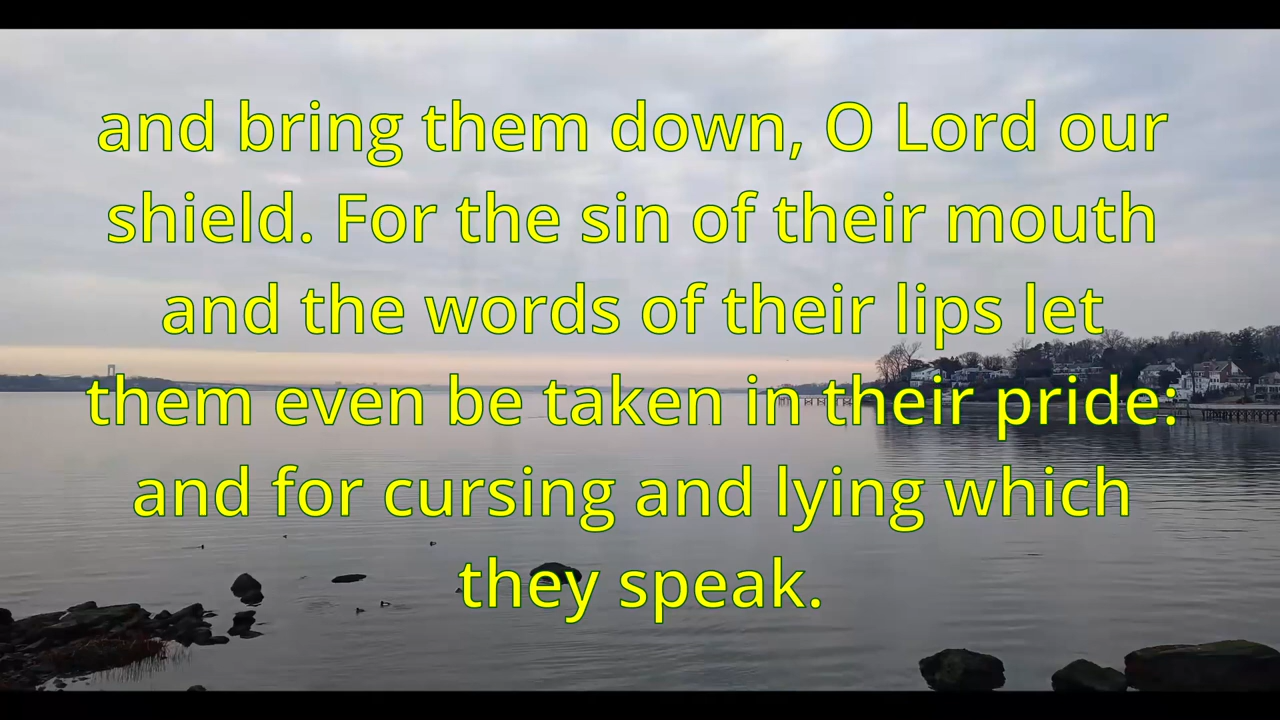 and bring them down, O Lord our
shield. For the sin of their mouth
and the words of their lips let
them even be taken in their pride:
and for cursing and lying which
they speak.